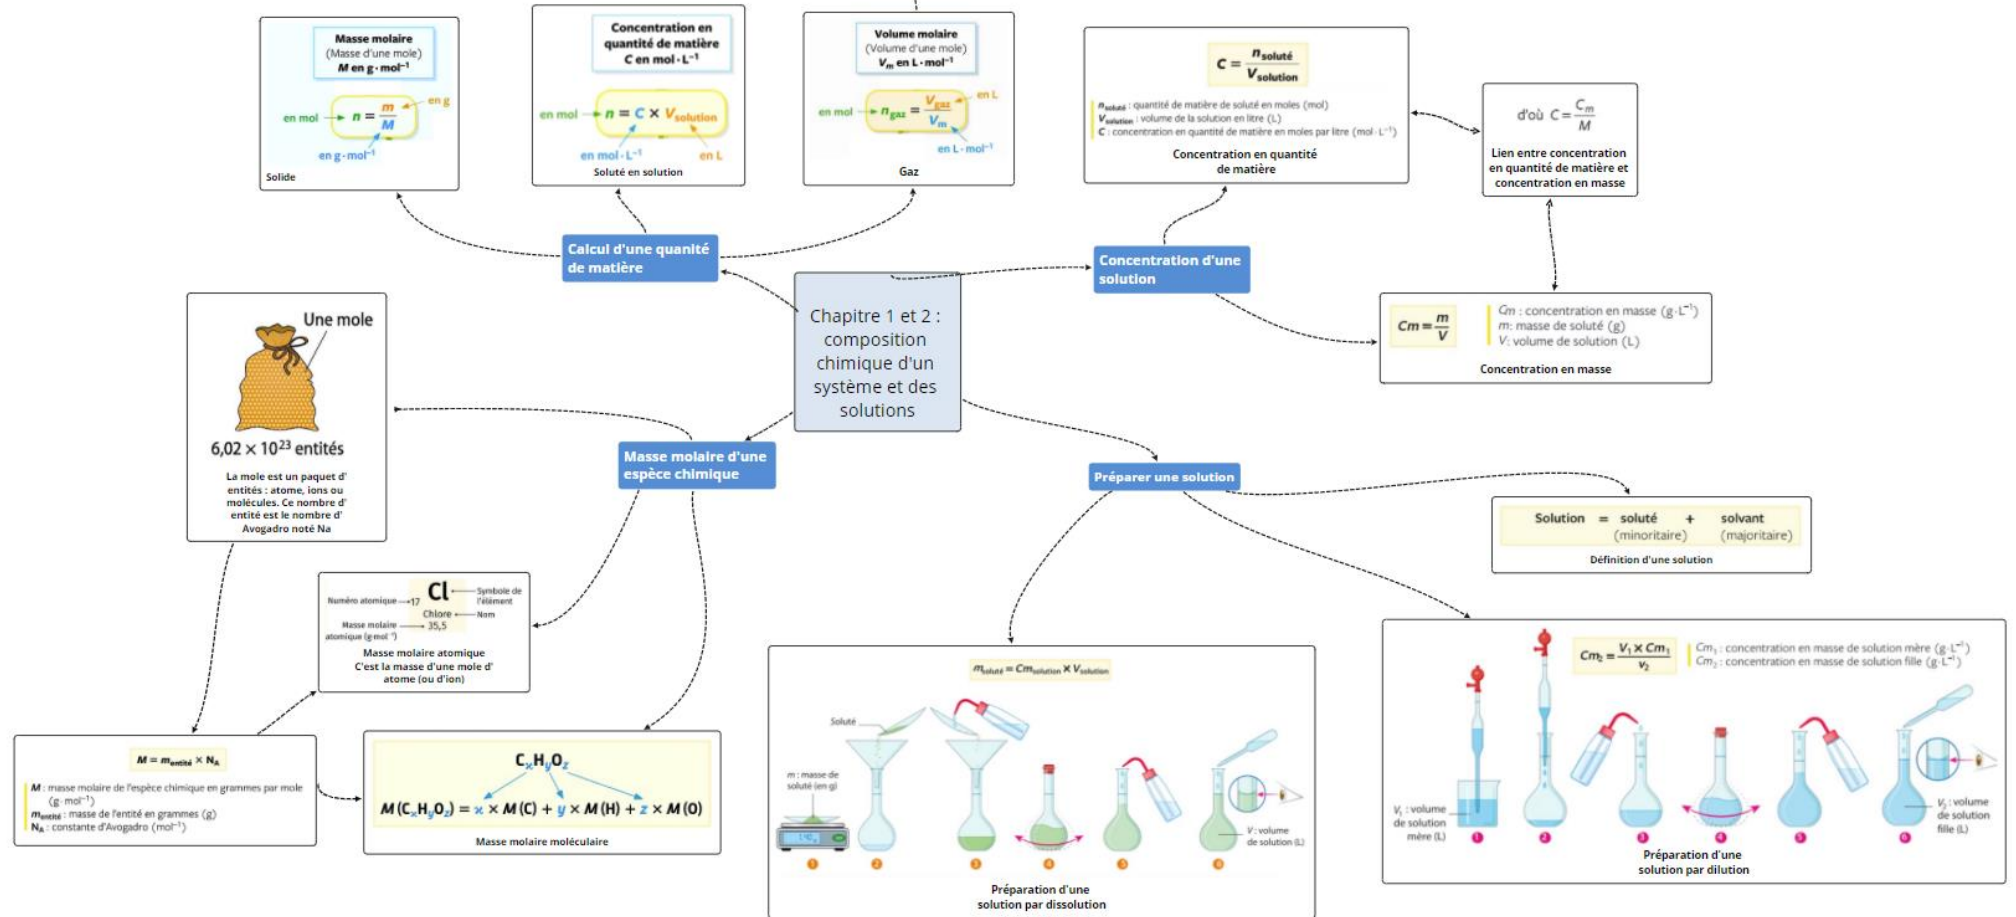 Masse molaire
(Masse d'une mole)
M en g·mol⁻¹
en mol
n = m/M
en g
en g·mol⁻¹
Solide
Concentration en
quantité de matière
C en mol·L⁻¹
en mol
n = C × Vsolution
en mol·L⁻¹
en L
Soluté en solution
Volume molaire
(Volume d'une mole)
Vm en L·mol⁻¹
en mol
ngaz = Vgaz/Vm
en L
en L·mol⁻¹
Gaz
C = nsoluté/Vsolution
nsoluté : quantité de matière de soluté en moles (mol)
Vsolution : volume de la solution en litre (L)
C : concentration en quantité de matière en moles par litre (mol·L⁻¹)
Concentration en quantité
de matière
d'où C = Cm/M
Lien entre concentration
en quantité de matière et
concentration en masse
Calcul d'une quanité
de matière
Concentration d'une
solution
Chapitre 1 et 2 :
composition
chimique d'un
système et des
solutions
Cm = m/V
Cm : concentration en masse (g·L⁻¹)
m: masse de soluté (g)
V: volume de solution (L)
Concentration en masse
Une mole
6,02 × 10²³ entités
La mole est un paquet d'
entités : atome, ions ou
molécules. Ce nombre d'
entité est le nombre d'
Avogadro noté Na
Masse molaire d'une
espèce chimique
Préparer une solution
Solution = soluté + solvant
(minoritaire) (majoritaire)
Définition d'une solution
Numéro atomique
17
Cl
Symbole de
l'élément
Chlore
Nom
Masse molaire
atomique (g·mol⁻¹)
35,5
Masse molaire atomique
C'est la masse d'une mole d'
atome (ou d'ion)
M = mentité × NA
M : masse molaire de l'espèce chimique en grammes par mole
(g·mol⁻¹)
mentité : masse de l'entité en grammes (g)
NA : constante d'Avogadro (mol⁻¹)
CxHyOz
M(CxHyOz) = x × M(C) + y × M(H) + z × M(O)
Masse molaire moléculaire
msoluté = Cmsolution × Vsolution
Soluté
m : masse de
soluté (en g)
V : volume
de solution (L)
1 2 3 4 5 6
Préparation d'une
solution par dissolution
Cm₂ = V₁ × Cm₁/V₂
Cm₁ : concentration en masse de solution mère (g·L⁻¹)
Cm₂ : concentration en masse de solution fille (g·L⁻¹)
V₁ : volume
de solution
mère (L)
V₂ : volume
de solution
fille (L)
1 2 3 4 5 6
Préparation d'une
solution par dilution